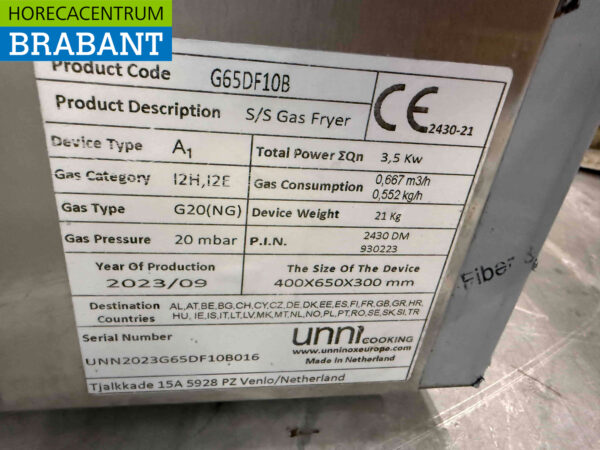 HORECACENTRUM
BRABANT
Product Code G65DF10B
Product Description S/S Gas Fryer
CE 2430-21
Device Type A1 Total Power ΣQn 3,5 Kw
Gas Category I2H,I2E Gas Consumption 0,667 m3/h
0,552 kg/h
Gas Type G20(NG) Device Weight 21 Kg
Gas Pressure 20 mbar P.I.N. 2430 DM
930223
Year Of Production The Size Of The Device
2023/09 400X650X300 mm
Destination Countries AL,AT,BE,BG,CH,CY,CZ,DE,DK,EE,ES,FI,FR,GB,GR,HR,
HU,IE,IS,IT,LT,LV,MK,MT,NL,NO,PL,PT,RO,SE,SK,SI,TR
Serial Number
UNN2023G65DF10B016
unni COOKING
www.unninoxeurope.com
Made in Netherland
Tjalkkade 15A 5928 PZ Venlo/Netherland
Fiber